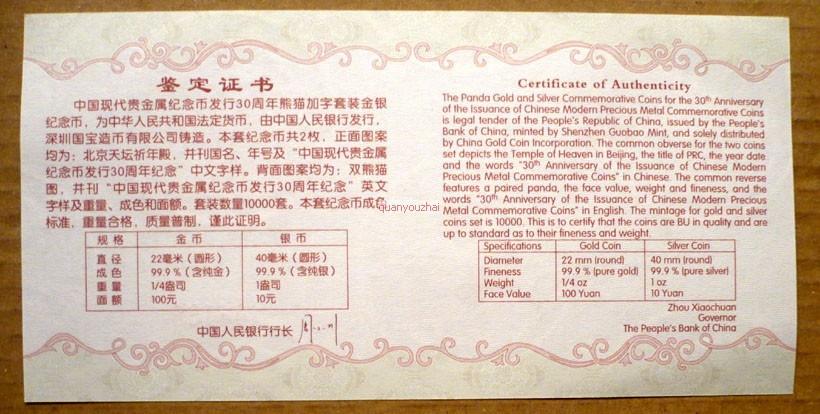 鉴定证书
中国现代贵金属纪念币发行30周年熊猫加字套装金银
纪念币，为中华人民共和国法定货币，由中国人民银行发行，
深圳国宝造币有限公司铸造。本套纪念币共2枚，正面图案
均为：北京天坛祈年殿，并刊国名、年号及“中国现代贵金属
纪念币发行30周年纪念”中文字样。背面图案均为：双熊猫
图，并刊“中国现代贵金属纪念币发行30周年纪念”英文
字样及重量、成色和面额。套装数量10000套。本套纪念币成色
标准，重量合格，质量普制，谨此证明。
规格 金币 银币
直径 22毫米（圆形） 40毫米（圆形）
成色 99.9%（含纯金） 99.9%（含纯银）
重量 1/4盎司 1盎司
面额 100元 10元
中国人民银行行长
Certificate of Authenticity
The Panda Gold and Silver Commemorative Coins for the 30th Anniversary
of the Issuance of Chinese Modern Precious Metal Commemorative Coins
is legal tender of the People's Republic of China, issued by the People's
Bank of China, minted by Shenzhen Guobao Mint, and solely distributed
by China Gold Coin Incorporation. The common obverse for the two coins
set depicts the Temple of Heaven in Beijing, the title of PRC, the year date
and the words "30th Anniversary of the Issuance of Chinese Modern
Precious Metal Commemorative Coins" in Chinese. The common reverse
features a paired panda, the face value, weight and fineness, and the
words "30th Anniversary of the Issuance of Chinese Modern Precious
Metal Commemorative Coins" in English. The mintage for gold and silver
coins set is 10000. This is to certify that the coins are BU in quality and are
up to standard as to their fineness and weight.
Specifications Gold Coin Silver Coin
Diameter 22 mm (round) 40 mm (round)
Fineness 99.9 % (pure gold) 99.9 % (pure silver)
Weight 1/4 oz 1 oz
Face Value 100 Yuan 10 Yuan
Zhou Xiaochuan
Governor
The People's Bank of China
quanyouzhai